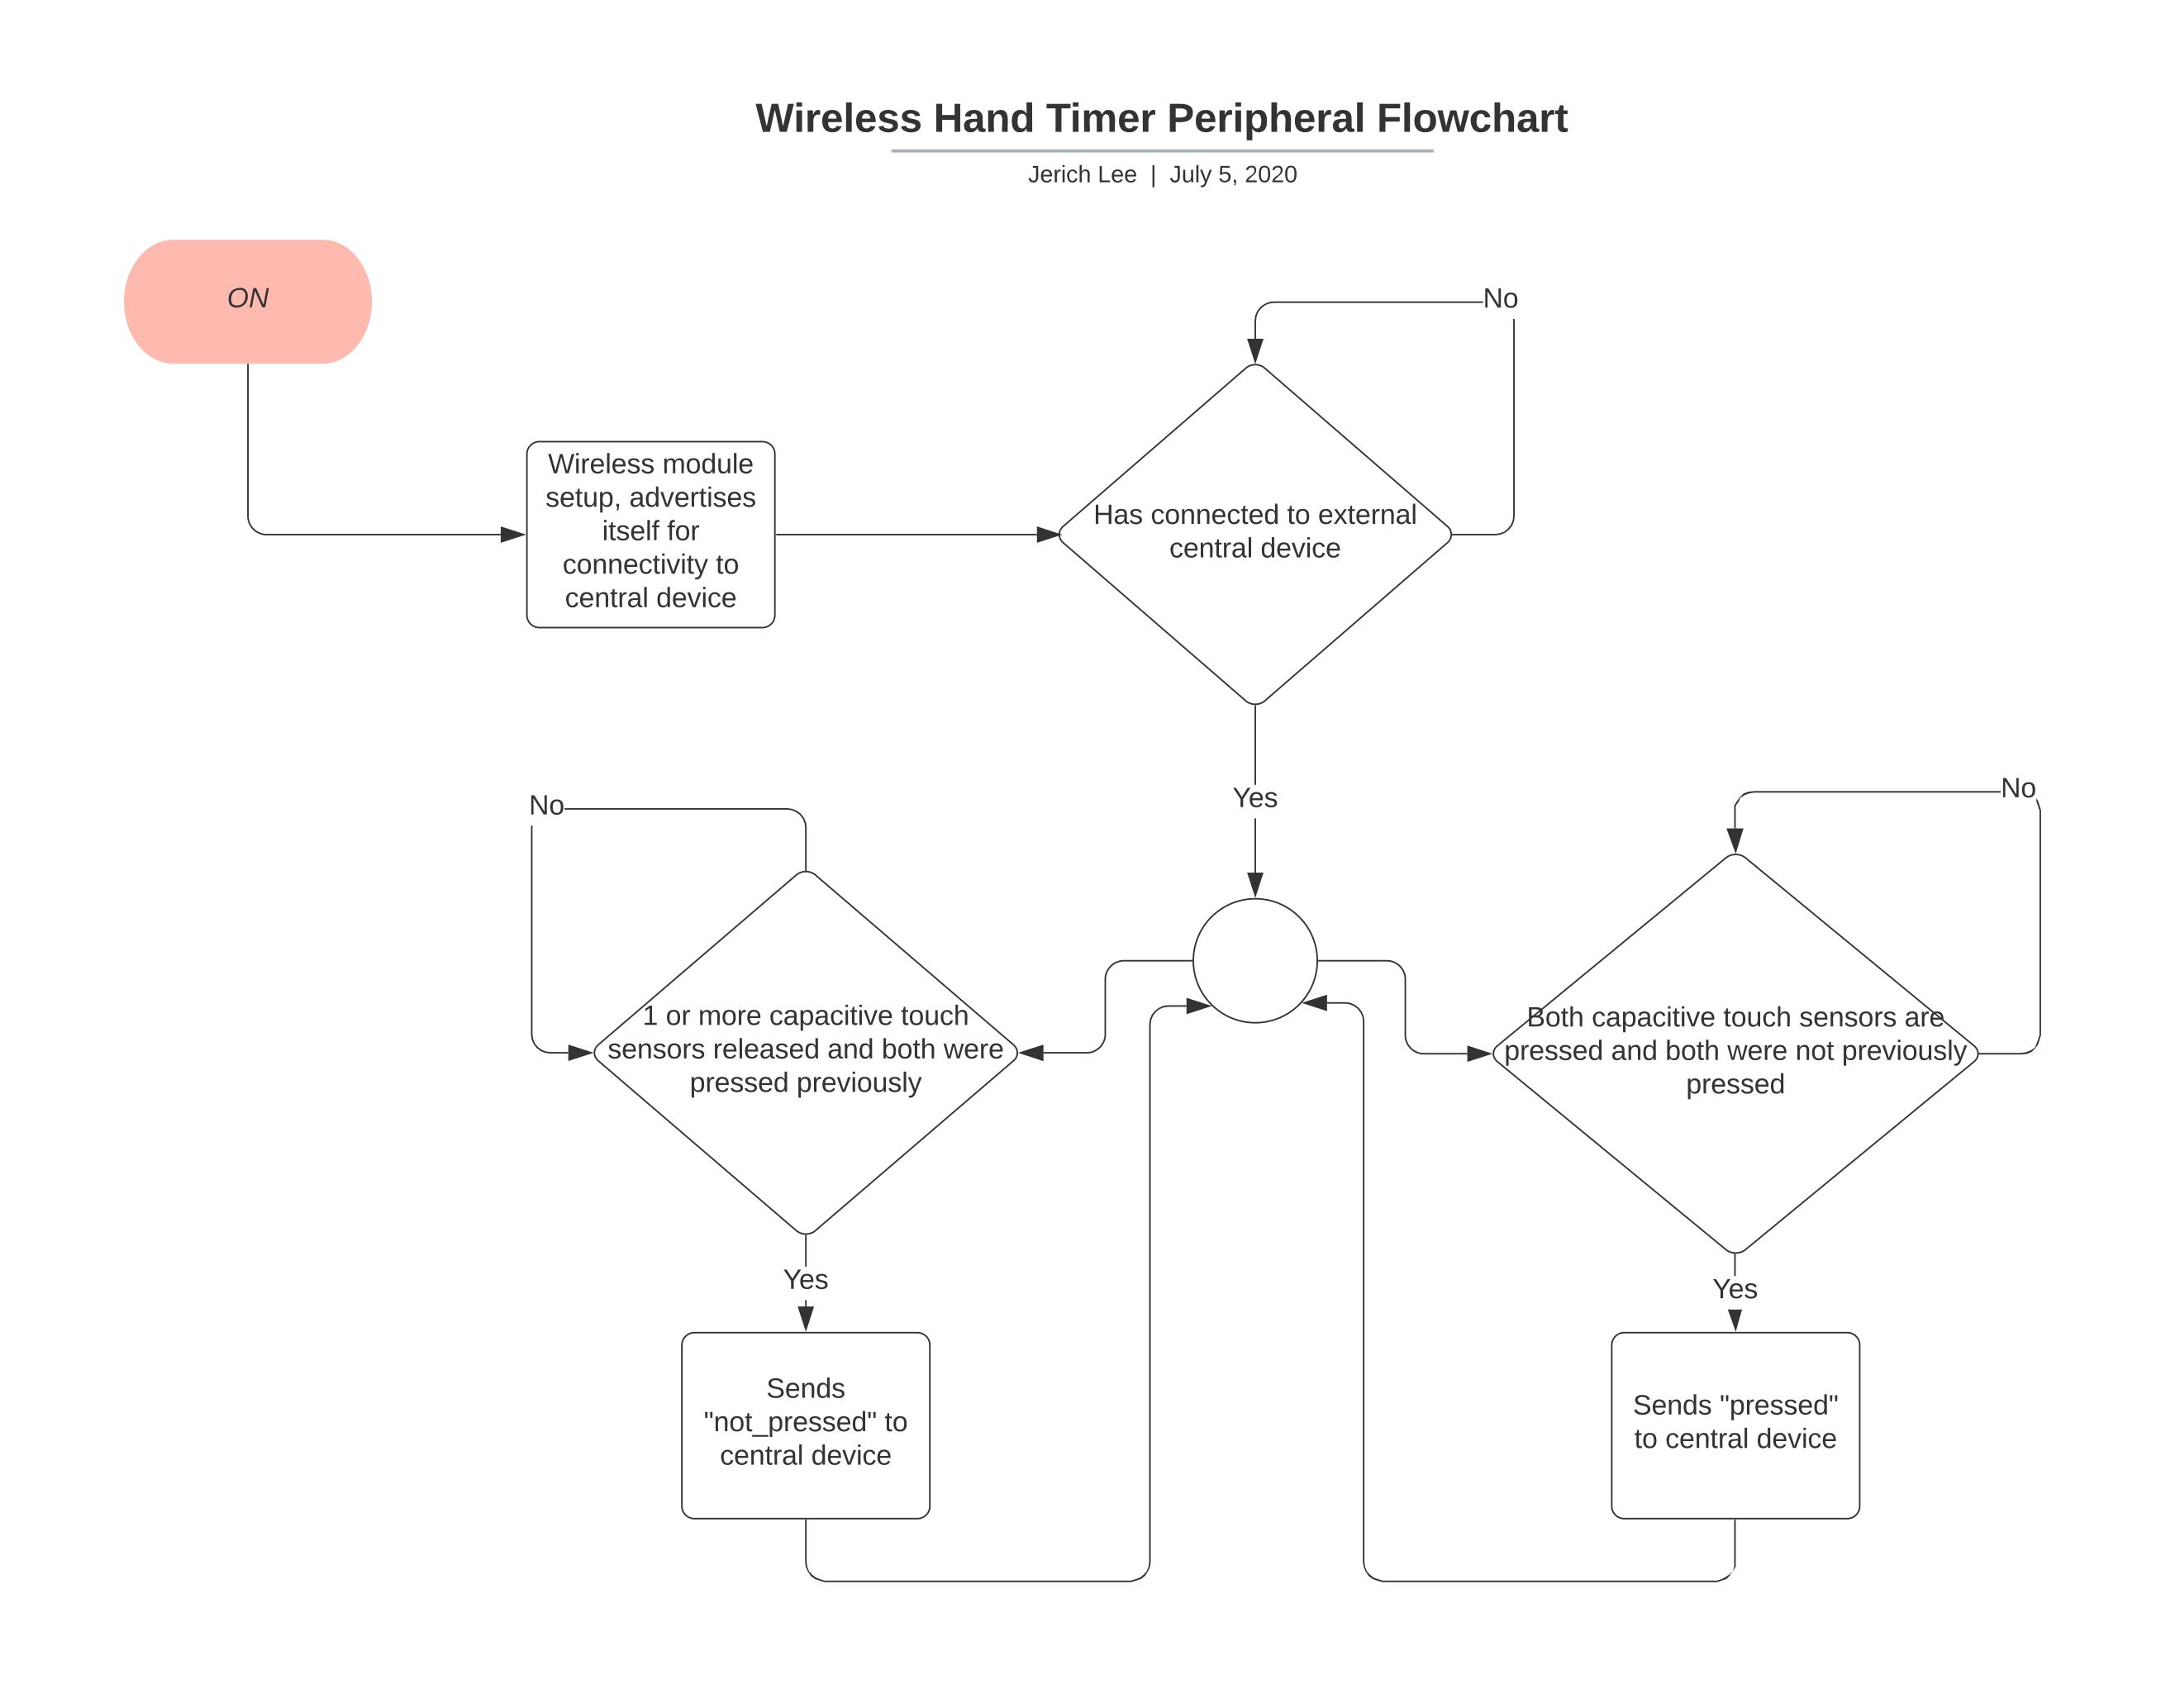 Wireless Hand Timer Peripheral Flowchart
Jerich Lee | July 5, 2020
ON
No
Wireless module
setup, advertises
itself for
connectivity to
central device
Has connected to external
central device
Yes
No
No
1 or more capacitive touch
sensors released and both were
pressed previously
Both capacitive touch sensors are
pressed and both were not previously
pressed
Yes
Yes
Sends
"not_pressed" to
central device
Sends "pressed"
to central device